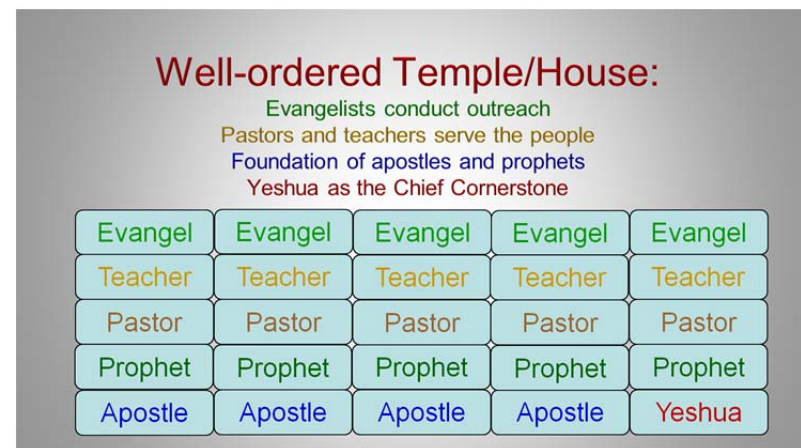 Well-ordered Temple/House:
Evangelists conduct outreach
Pastors and teachers serve the people
Foundation of apostles and prophets
Yeshua as the Chief Cornerstone
Evangel Evangel Evangel Evangel Evangel
Teacher Teacher Teacher Teacher Teacher
Pastor Pastor Pastor Pastor Pastor
Prophet Prophet Prophet Prophet Prophet
Apostle Apostle Apostle Apostle Yeshua